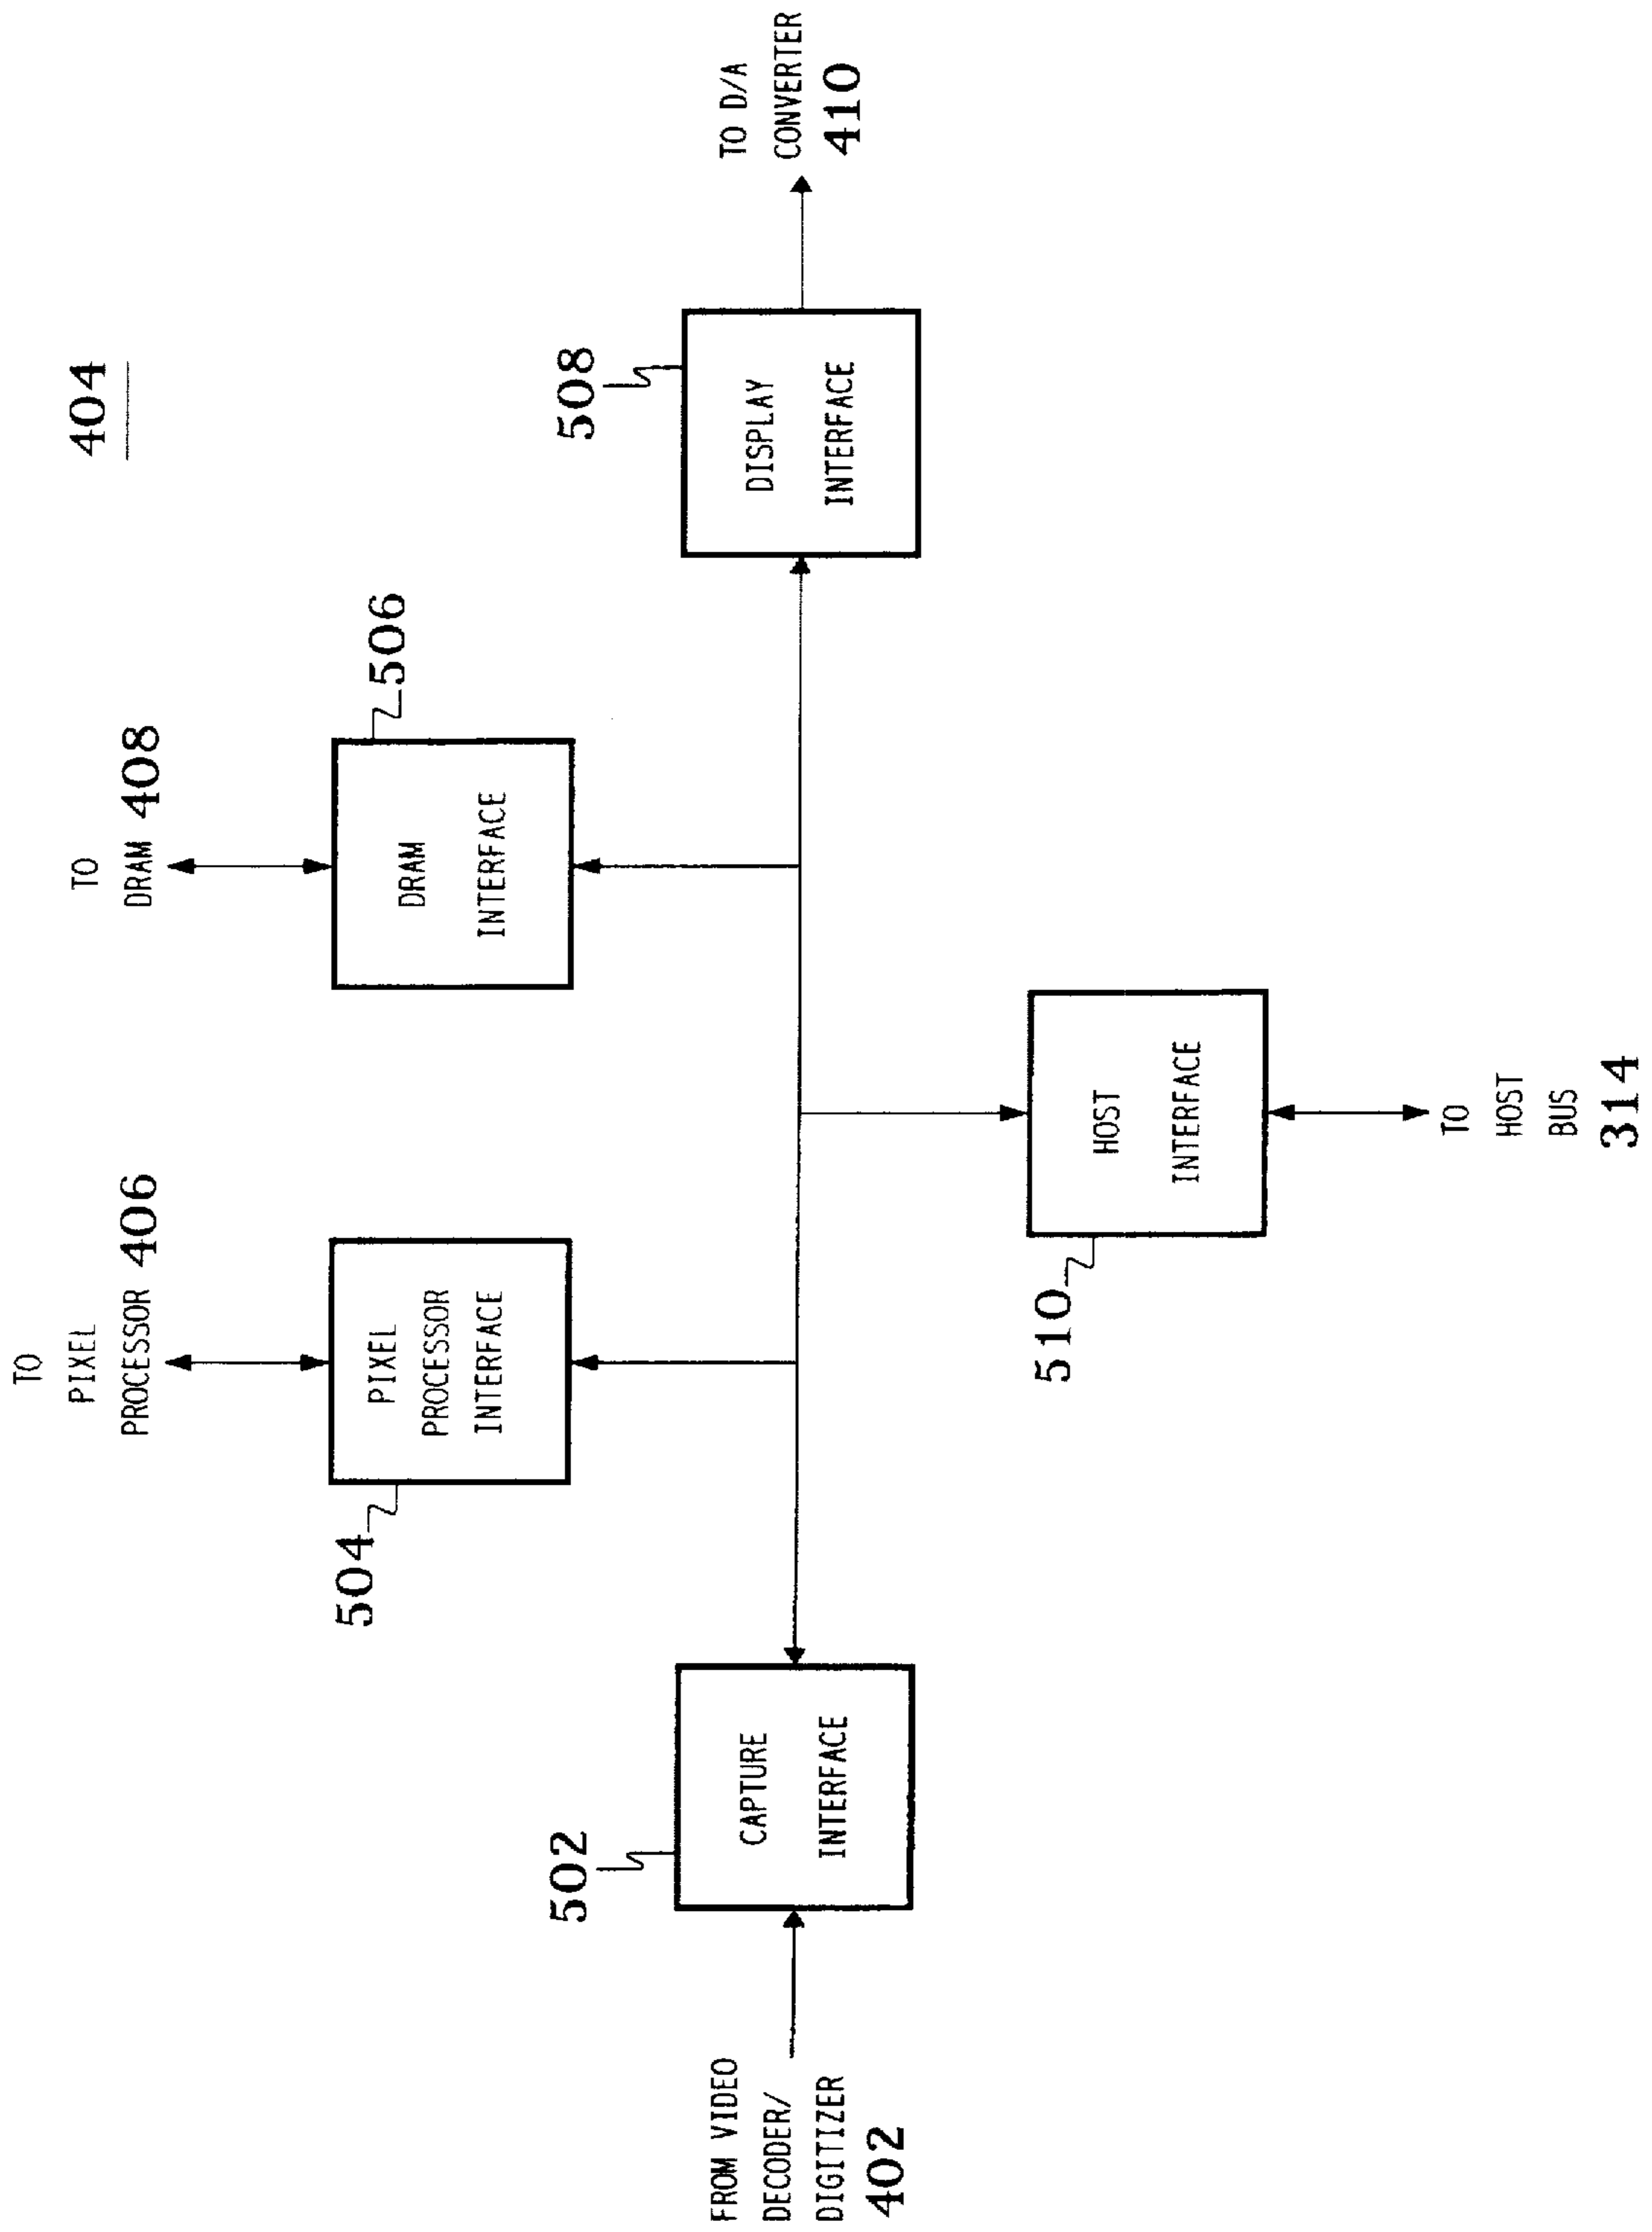 404
TO
PIXEL
PROCESSOR 406
TO
DRAM 408
504
PIXEL
PROCESSOR
INTERFACE
DRAM
INTERFACE
506
502
CAPTURE
INTERFACE
508
DISPLAY
INTERFACE
FROM VIDEO
DECODER/
DIGITIZER
402
TO D/A
CONVERTER
410
510
HOST
INTERFACE
TO
HOST
BUS
314